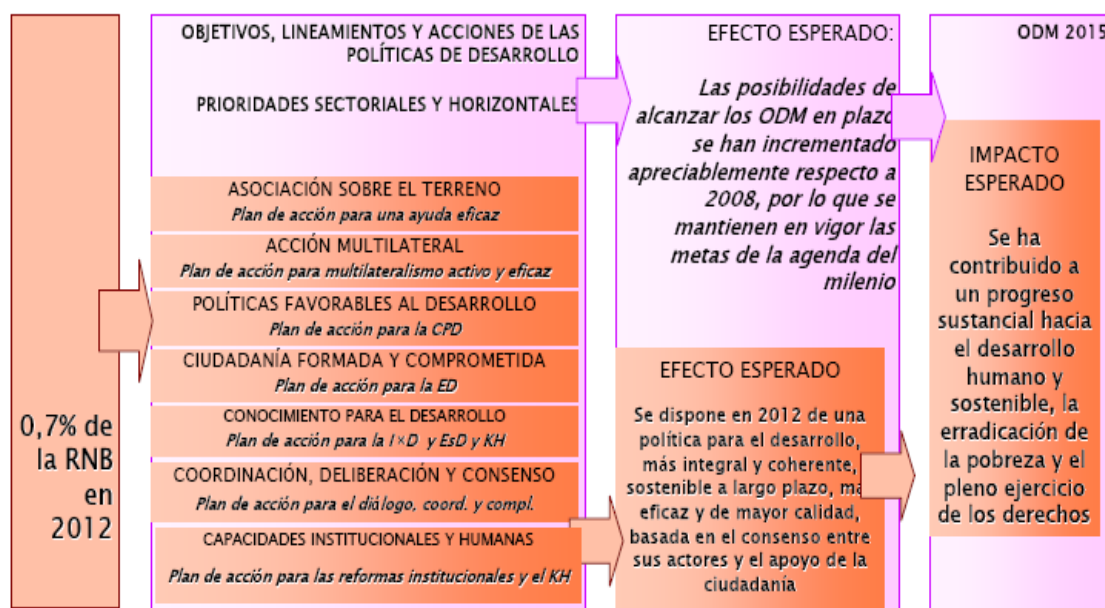 0,7% de
la RNB
en
2012
OBJETIVOS, LINEAMIENTOS Y ACCIONES DE LAS
POLÍTICAS DE DESARROLLO
PRIORIDADES SECTORIALES Y HORIZONTALES
ASOCIACIÓN SOBRE EL TERRENO
Plan de acción para una ayuda eficaz
ACCIÓN MULTILATERAL
Plan de acción para multilateralismo activo y eficaz
POLÍTICAS FAVORABLES AL DESARROLLO
Plan de acción para la CPD
CIUDADANÍA FORMADA Y COMPROMETIDA
Plan de acción para la ED
CONOCIMIENTO PARA EL DESARROLLO
Plan de acción para la I×D y EsD y KH
COORDINACIÓN, DELIBERACIÓN Y CONSENSO
Plan de acción para el diálogo, coord. y compl.
CAPACIDADES INSTITUCIONALES Y HUMANAS
Plan de acción para las reformas institucionales y el KH
EFECTO ESPERADO:
Las posibilidades de
alcanzar los ODM en plazo
se han incrementado
apreciablemente respecto a
2008, por lo que se
mantienen en vigor las
metas de la agenda del
milenio
EFECTO ESPERADO
Se dispone en 2012 de una
política para el desarrollo,
más integral y coherente,
sostenible a largo plazo, más
eficaz y de mayor calidad,
basada en el consenso entre
sus actores y el apoyo de la
ciudadanía
ODM 2015
IMPACTO
ESPERADO
Se ha
contribuido a
un progreso
sustancial hacia
el desarrollo
humano y
sostenible, la
erradicación de
la pobreza y el
pleno ejercicio
de los derechos